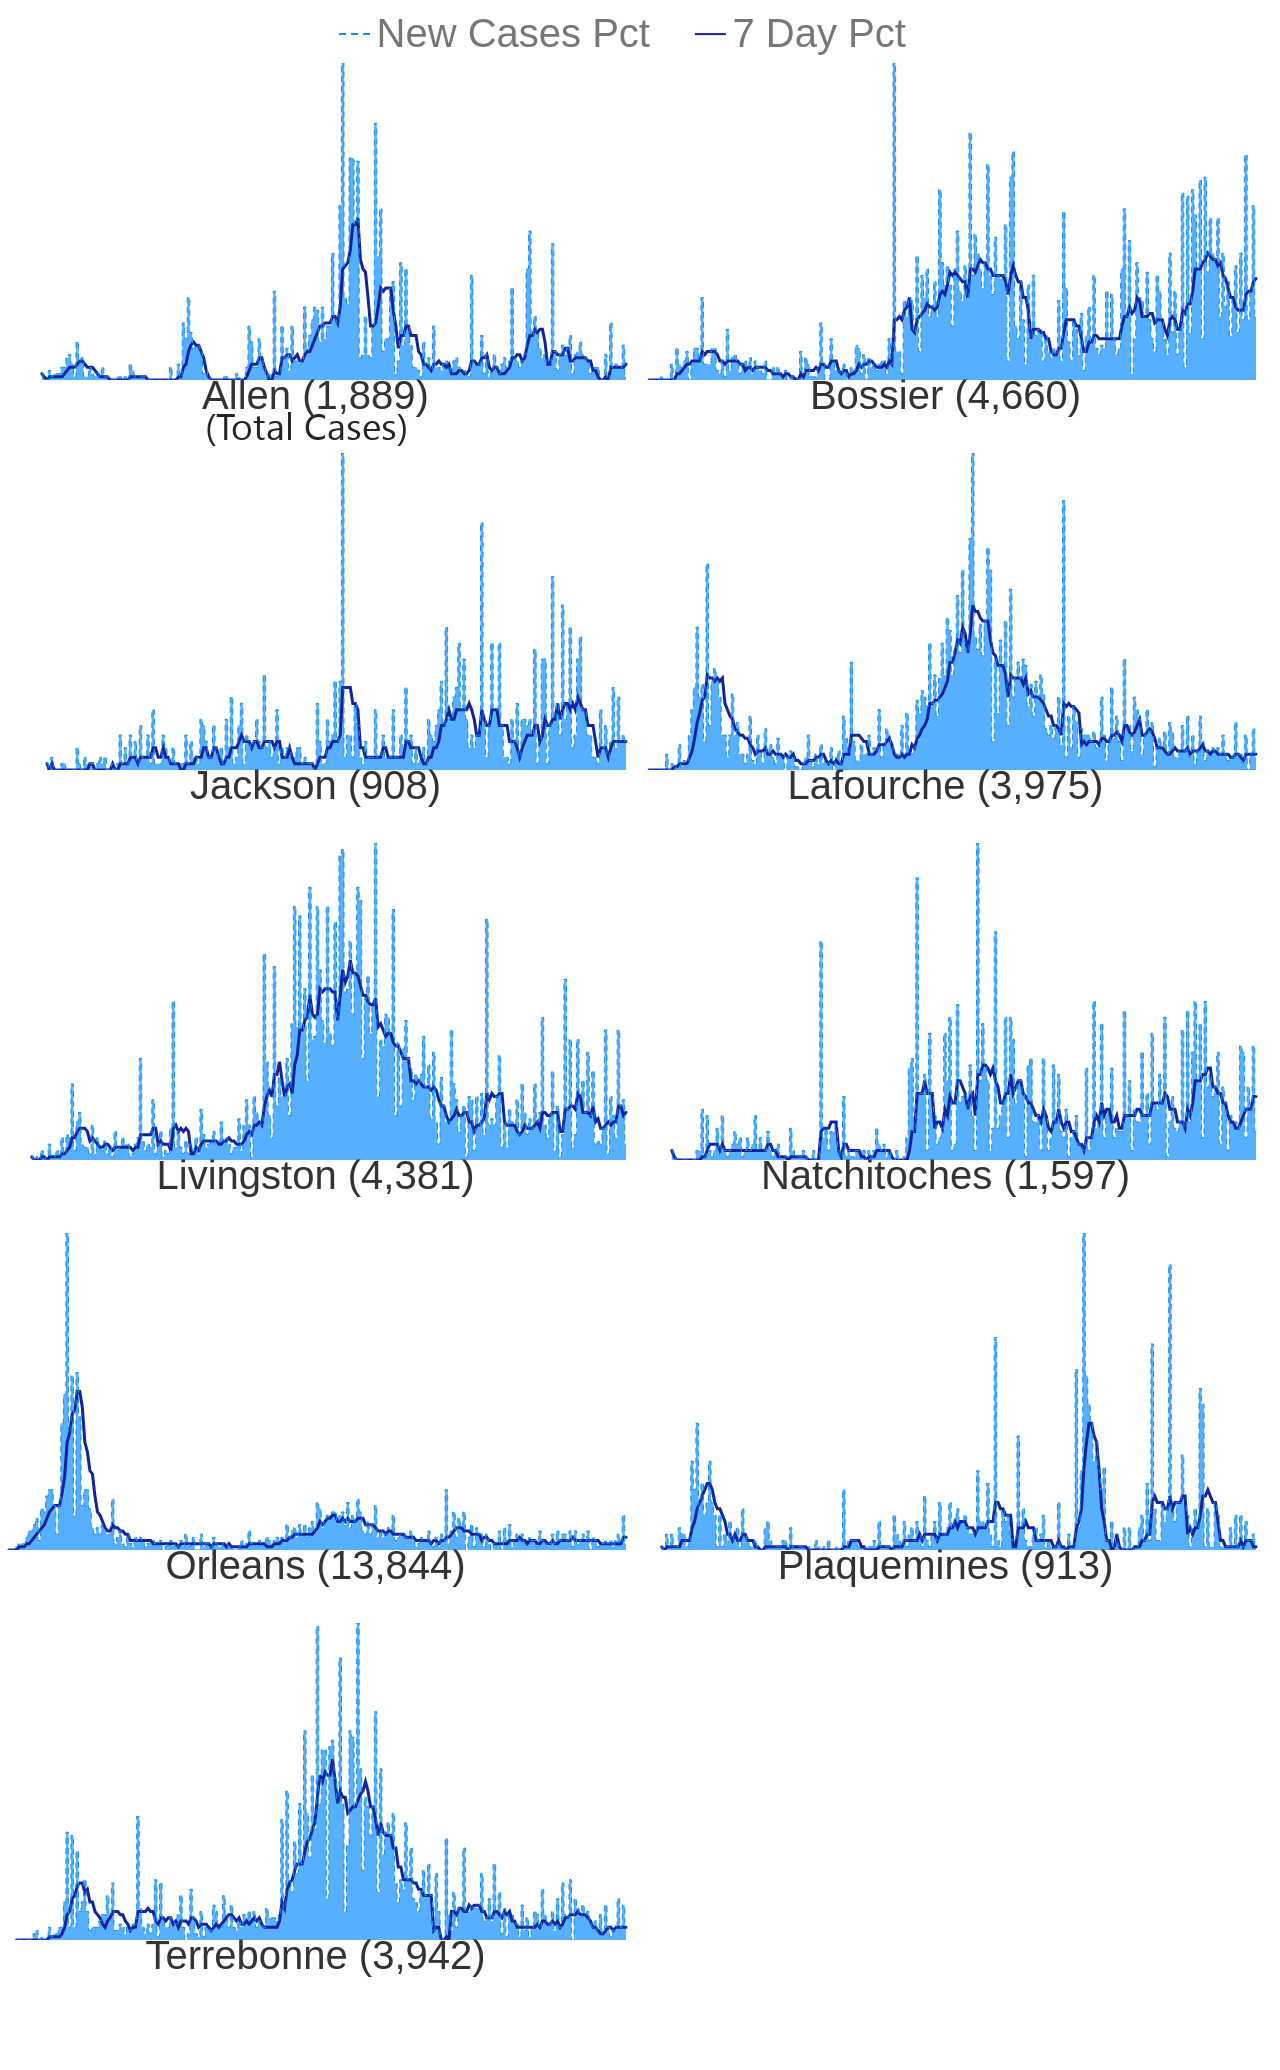 New Cases Pct 7 Day Pct
Allen (1,889) Bossier (4,660)
(Total Cases)
Jackson (908) Lafourche (3,975)
Livingston (4,381) Natchitoches (1,597)
Orleans (13,844) Plaquemines (913)
Terrebonne (3,942)